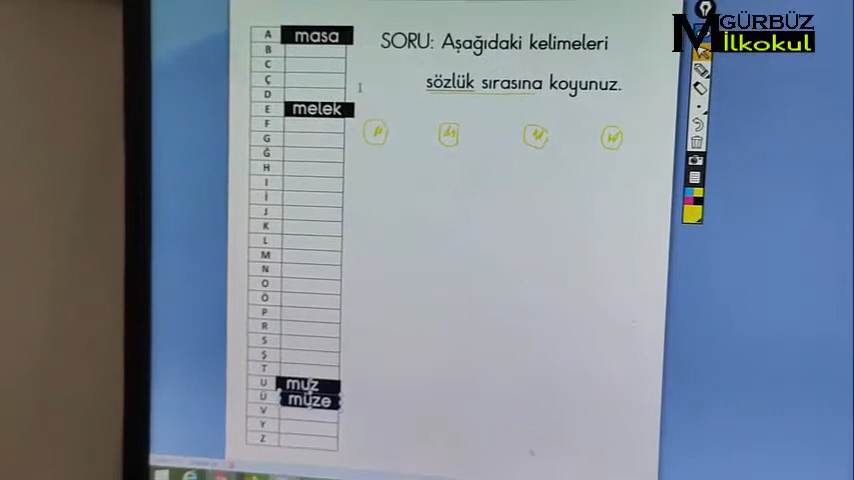 MGÜRBÜZ
İlkokul
SORU: Aşağıdaki kelimeleri
sözlük sırasına koyunuz.
A masa
B
C
Ç
D
E melek
F
G
Ğ
H
I
İ
J
K
L
M
N
O
Ö
P
R
S
Ş
T
U muz
Ü müze
V
Y
Z